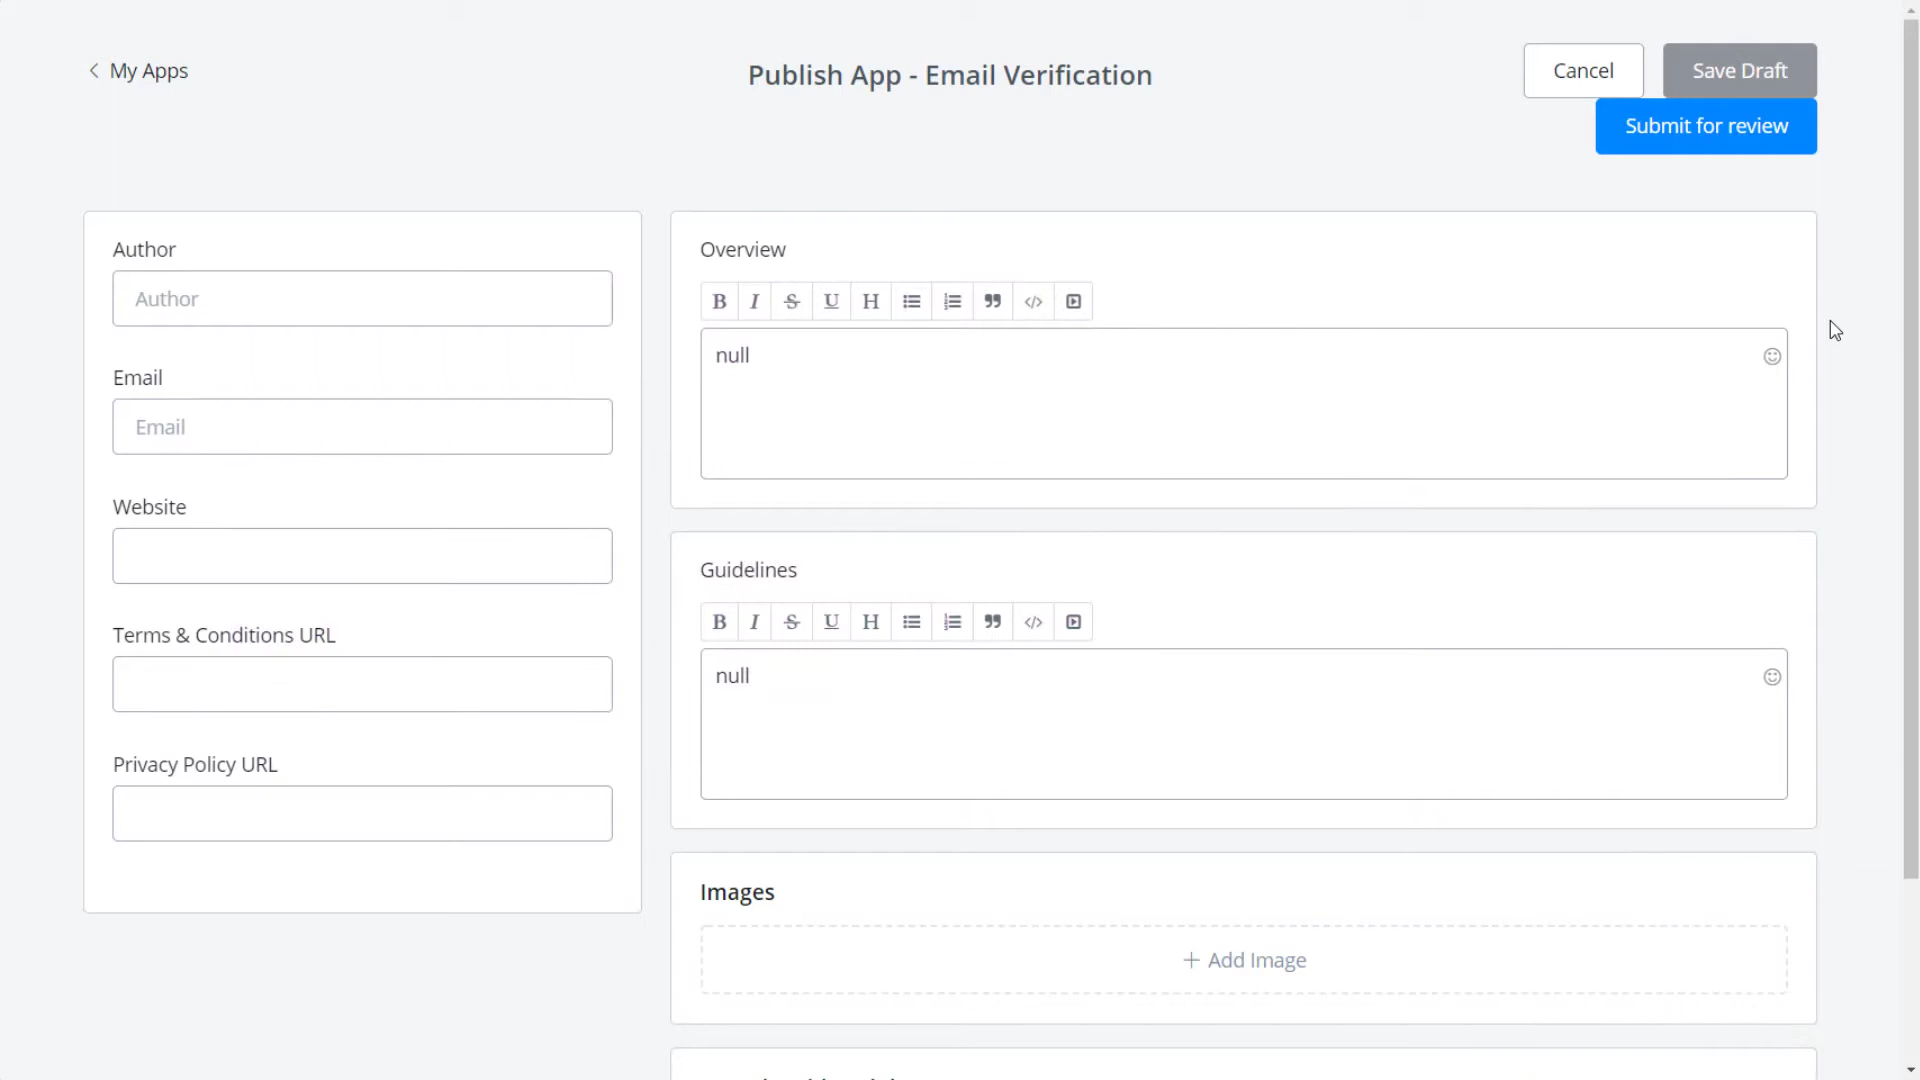 My Apps
Publish App - Email Verification
Cancel
Save Draft
Submit for review
Author
Author
Email
Email
Website
Terms & Conditions URL
Privacy Policy URL
Overview
B I S U H
null
Guidelines
B I S U H
null
Images
+ Add Image